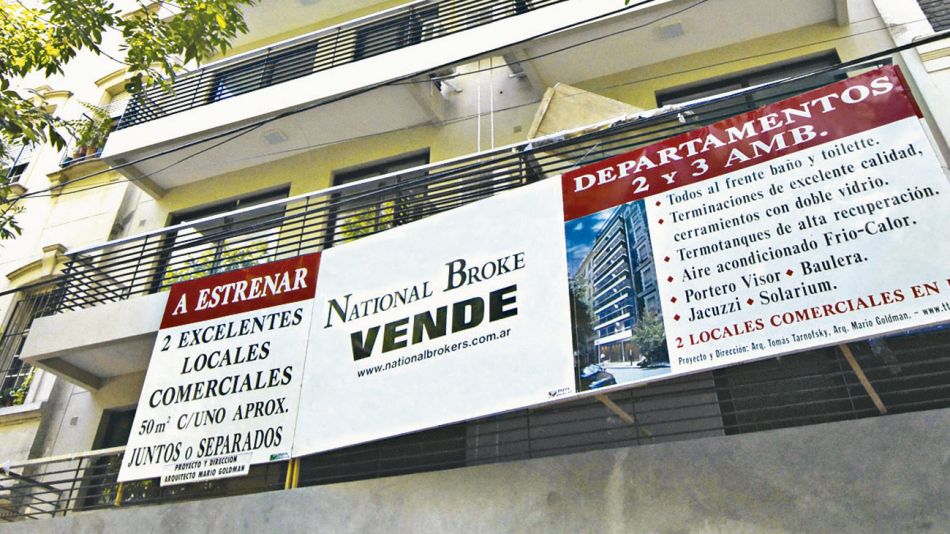 A ESTRENAR
2 EXCELENTES
LOCALES
COMERCIALES
50 m² C/UNO APROX.
JUNTOS o SEPARADOS
PROYECTO Y DIRECCION
ARQUITECTO MARIO GOLDMAN
NATIONAL BROKE
VENDE
www.nationalbrokers.com.ar
DEPARTAMENTOS
2 Y 3 AMB.
• Todos al frente baño y toilette.
• Terminaciones de excelente calidad,
cerramientos con doble vidrio.
• Termotanques de alta recuperación.
• Aire acondicionado Frio-Calor.
• Portero Visor ♦ Baulera.
• Jacuzzi ♦ Solarium.
2 LOCALES COMERCIALES EN
Proyecto y Dirección: Arq. Tomás Tarnofsky, Arq. Mario Goldman. - www.